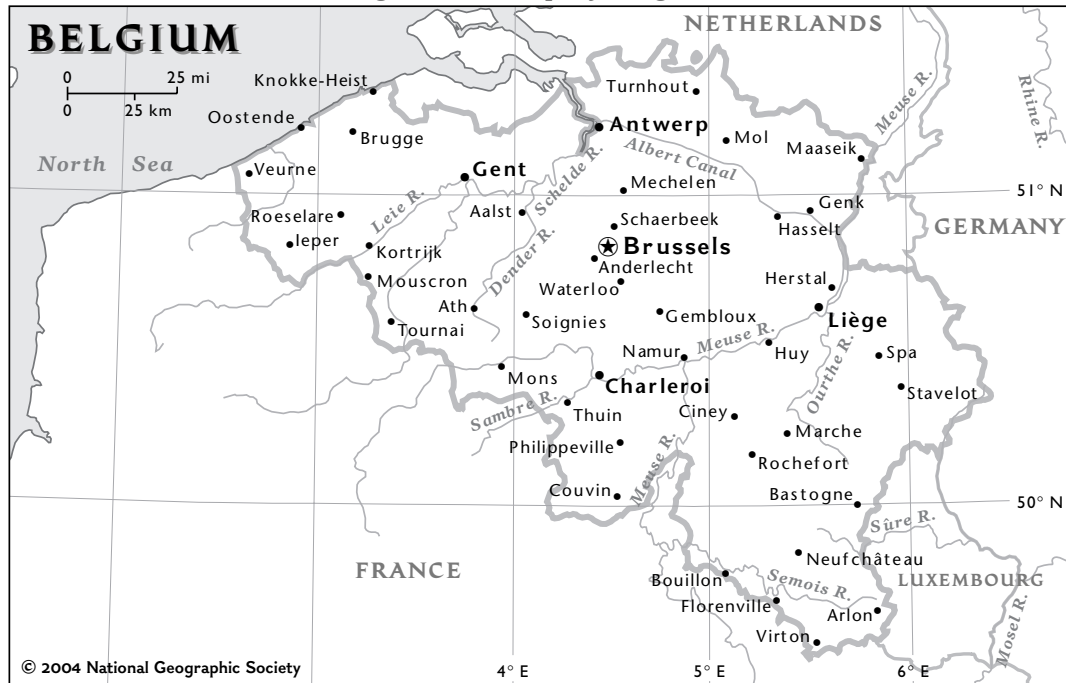 BELGIUM
NETHERLANDS
0 25 mi
0 25 km
Knokke-Heist
Turnhout
Meuse R.
Rhine R.
Oostende
Brugge
Antwerp
Mol
Maaseik
North Sea
Veurne
Gent
Schelde R.
Albert Canal
Mechelen
51° N
Roeselare
Leie R.
Aalst
Schaerbeek
Genk
Hasselt
GERMANY
Ieper
Kortrijk
Dender R.
Brussels
Anderlecht
Mouscron
Waterloo
Herstal
Ath
Tournai
Soignies
Gembloux
Liège
Namur
Meuse R.
Huy
Ourthe R.
Spa
Mons
Charleroi
Stavelot
Sambre R.
Thuin
Ciney
Philippeville
Meuse R.
Marche
Rochefort
Couvin
Bastogne
50° N
Sûre R.
FRANCE
Neufchâteau
Bouillon
Semois R.
LUXEMBOURG
Florenville
Arlon
Mosel R.
Virton
© 2004 National Geographic Society
4° E
5° E
6° E